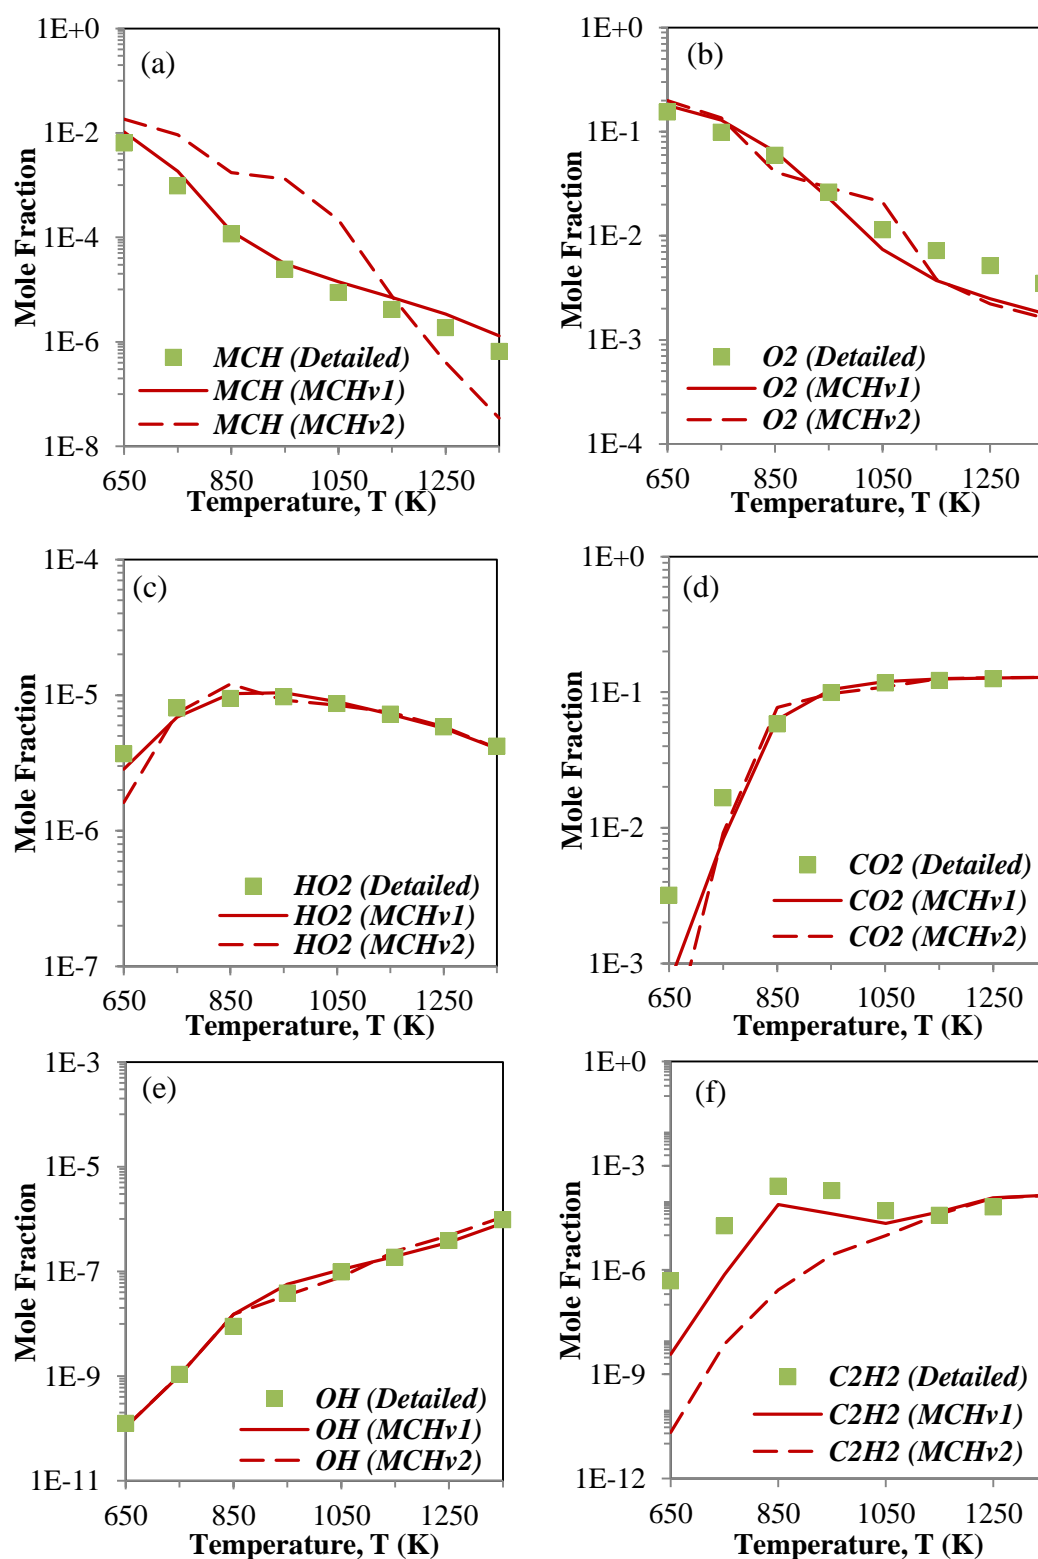 (a)
1E+0
1E-2
1E-4
1E-6
1E-8
Mole Fraction
MCH (Detailed)
MCH (MCHv1)
MCH (MCHv2)
650 850 1050 1250
Temperature, T (K)
(b)
1E+0
1E-1
1E-2
1E-3
1E-4
Mole Fraction
O2 (Detailed)
O2 (MCHv1)
O2 (MCHv2)
650 850 1050 1250
Temperature, T (K)
(c)
1E-4
1E-5
1E-6
1E-7
Mole Fraction
HO2 (Detailed)
HO2 (MCHv1)
HO2 (MCHv2)
650 850 1050 1250
Temperature, T (K)
(d)
1E+0
1E-1
1E-2
1E-3
Mole Fraction
CO2 (Detailed)
CO2 (MCHv1)
CO2 (MCHv2)
650 850 1050 1250
Temperature, T (K)
(e)
1E-3
1E-5
1E-7
1E-9
1E-11
Mole Fraction
OH (Detailed)
OH (MCHv1)
OH (MCHv2)
650 850 1050 1250
Temperature, T (K)
(f)
1E+0
1E-3
1E-6
1E-9
1E-12
Mole Fraction
C2H2 (Detailed)
C2H2 (MCHv1)
C2H2 (MCHv2)
650 850 1050 1250
Temperature, T (K)